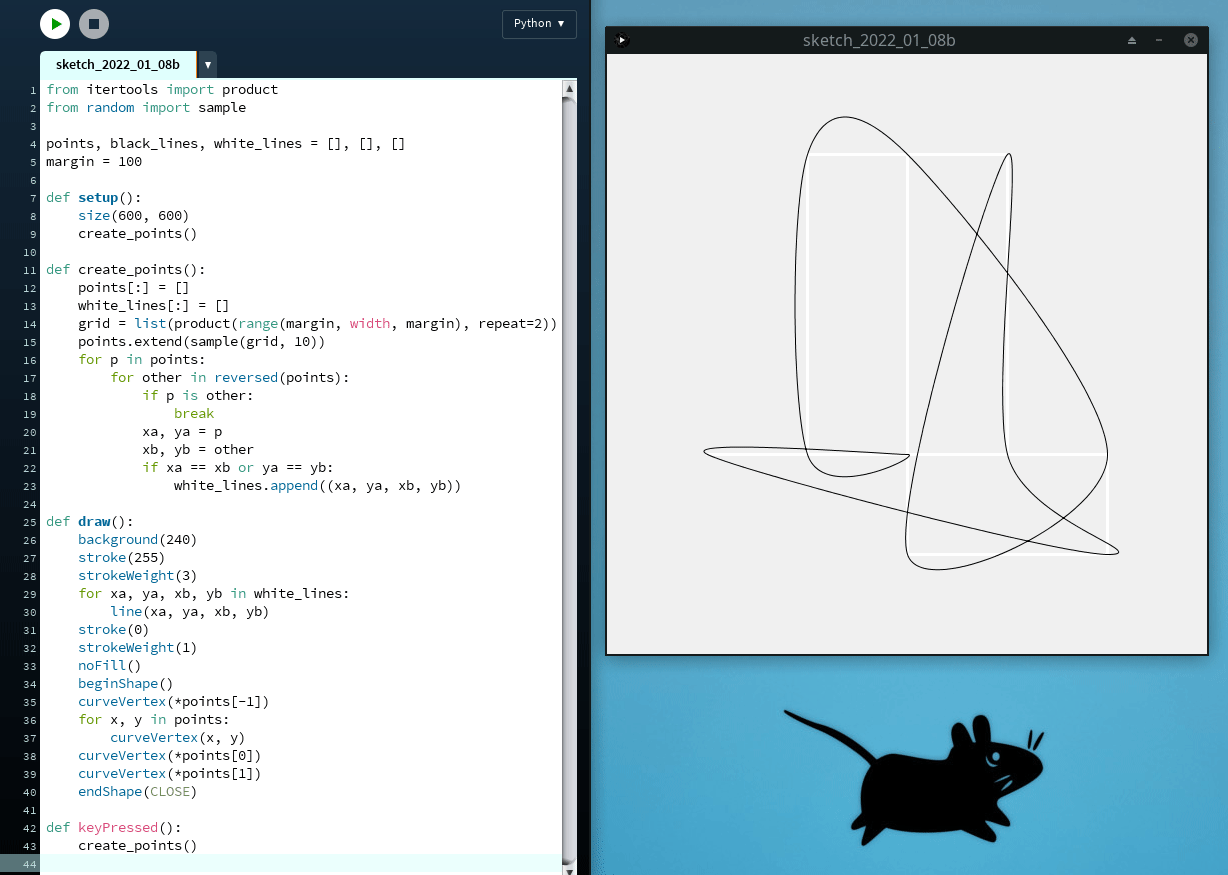 Python ▼
sketch_2022_01_08b
▼
1 from itertools import product
2 from random import sample
3
4 points, black_lines, white_lines = [], [], []
5 margin = 100
6
7 def setup():
8     size(600, 600)
9     create_points()
10
11 def create_points():
12     points[:] = []
13     white_lines[:] = []
14     grid = list(product(range(margin, width, margin), repeat=2))
15     points.extend(sample(grid, 10))
16     for p in points:
17         for other in reversed(points):
18             if p is other:
19                 break
20             xa, ya = p
21             xb, yb = other
22             if xa == xb or ya == yb:
23                 white_lines.append((xa, ya, xb, yb))
24
25 def draw():
26     background(240)
27     stroke(255)
28     strokeWeight(3)
29     for xa, ya, xb, yb in white_lines:
30         line(xa, ya, xb, yb)
31     stroke(0)
32     strokeWeight(1)
33     noFill()
34     beginShape()
35     curveVertex(*points[-1])
36     for x, y in points:
37         curveVertex(x, y)
38     curveVertex(*points[0])
39     curveVertex(*points[1])
40     endShape(CLOSE)
41
42 def keyPressed():
43     create_points()
44
sketch_2022_01_08b